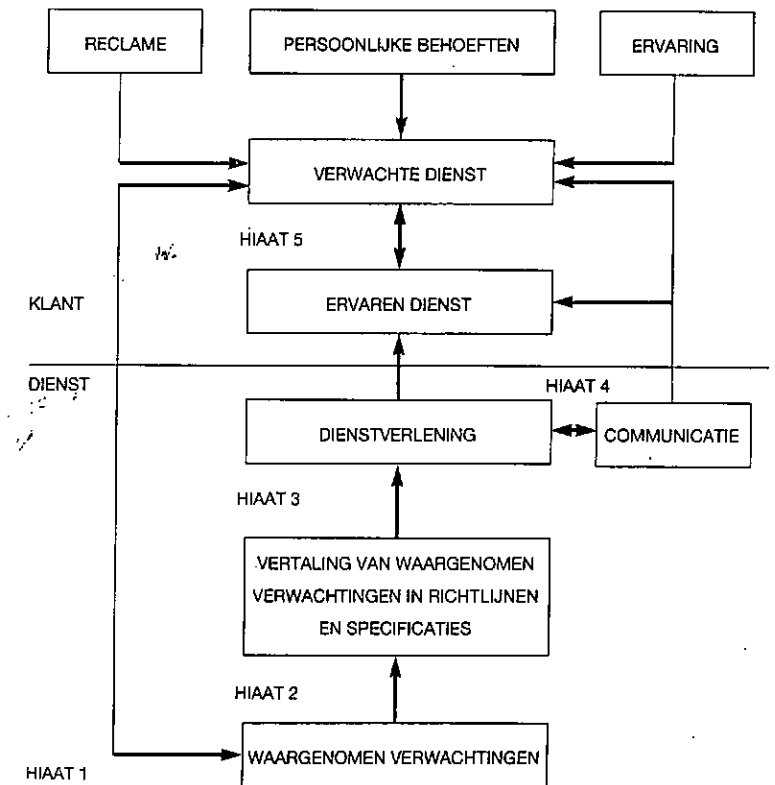 RECLAME
PERSOONLIJKE BEHOEFTEN
ERVARING
VERWACHTE DIENST
HIAAT 5
ERVAREN DIENST
KLANT
DIENST
HIAAT 4
DIENSTVERLENING
COMMUNICATIE
HIAAT 3
VERTALING VAN WAARGENOMEN
VERWACHTINGEN IN RICHTLIJNEN
EN SPECIFICATIES
HIAAT 2
WAARGENOMEN VERWACHTINGEN
HIAAT 1